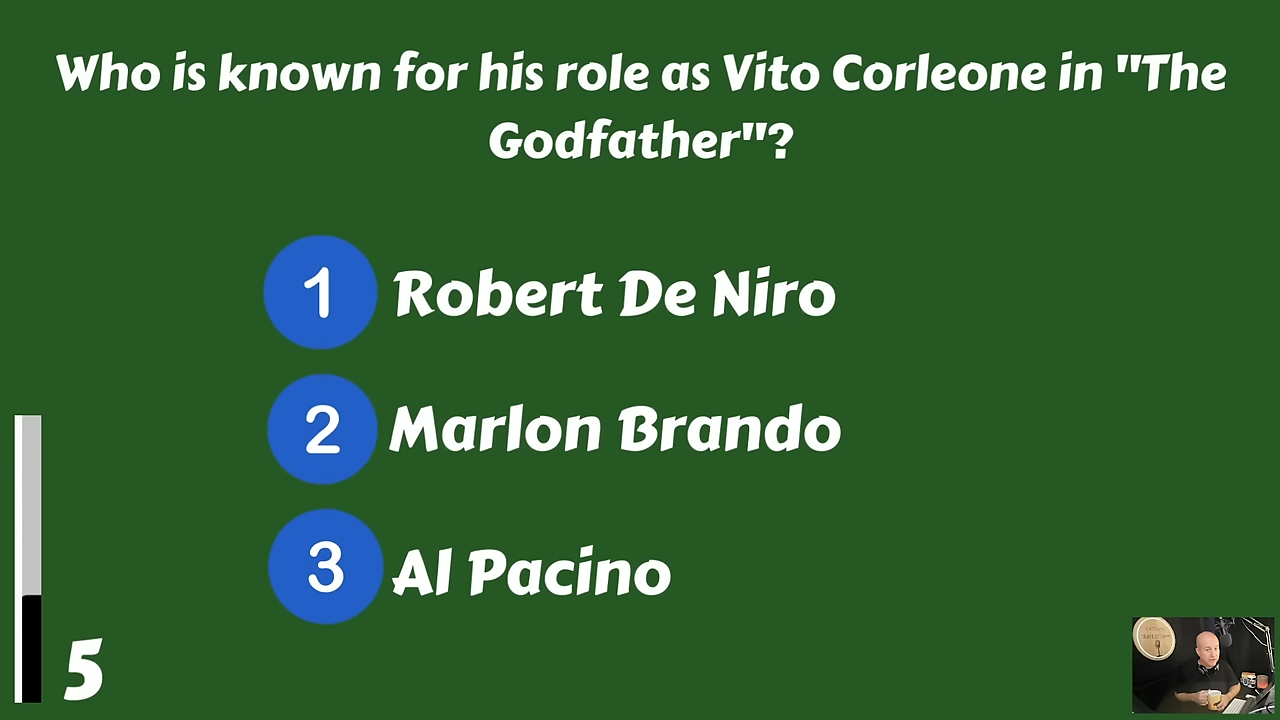 Who is known for his role as Vito Corleone in "The
Godfather"?
1 Robert De Niro
2 Marlon Brando
3 Al Pacino
5